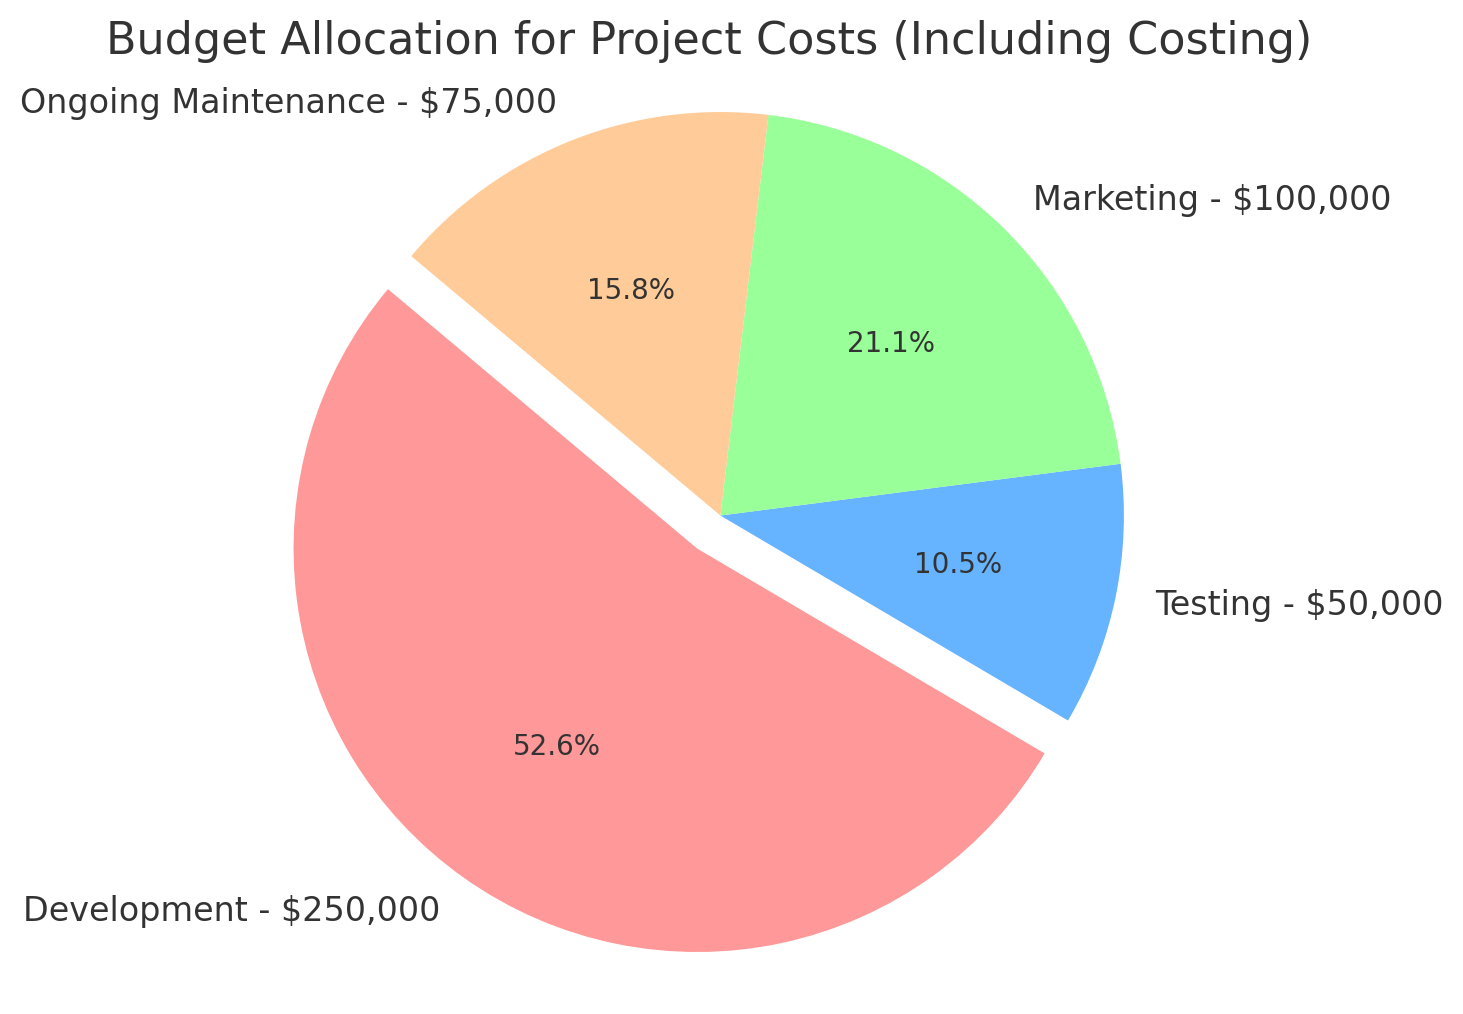 Budget Allocation for Project Costs (Including Costing)
Ongoing Maintenance - $75,000
Marketing - $100,000
15.8%
21.1%
10.5%
Testing - $50,000
52.6%
Development - $250,000